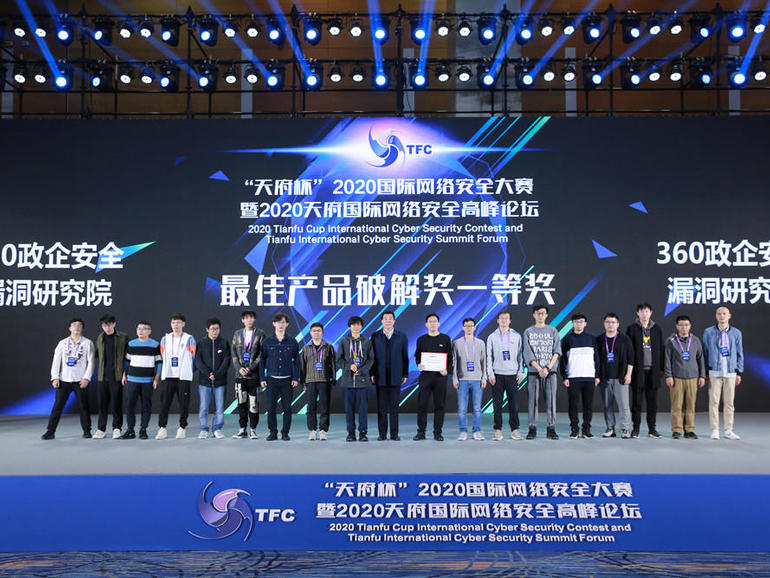 TFC
“天府杯”2020国际网络安全大赛
暨2020天府国际网络安全高峰论坛
2020 Tianfu Cup International Cyber Security Contest and
Tianfu International Cyber Security Summit Forum
0政企安全
漏洞研究院
最佳产品破解奖一等奖
360政企安
漏洞研究
TFC
“天府杯”2020国际网络安全大赛
暨2020天府国际网络安全高峰论坛
2020 Tianfu Cup International Cyber Security Contest and
Tianfu International Cyber Security Summit Forum